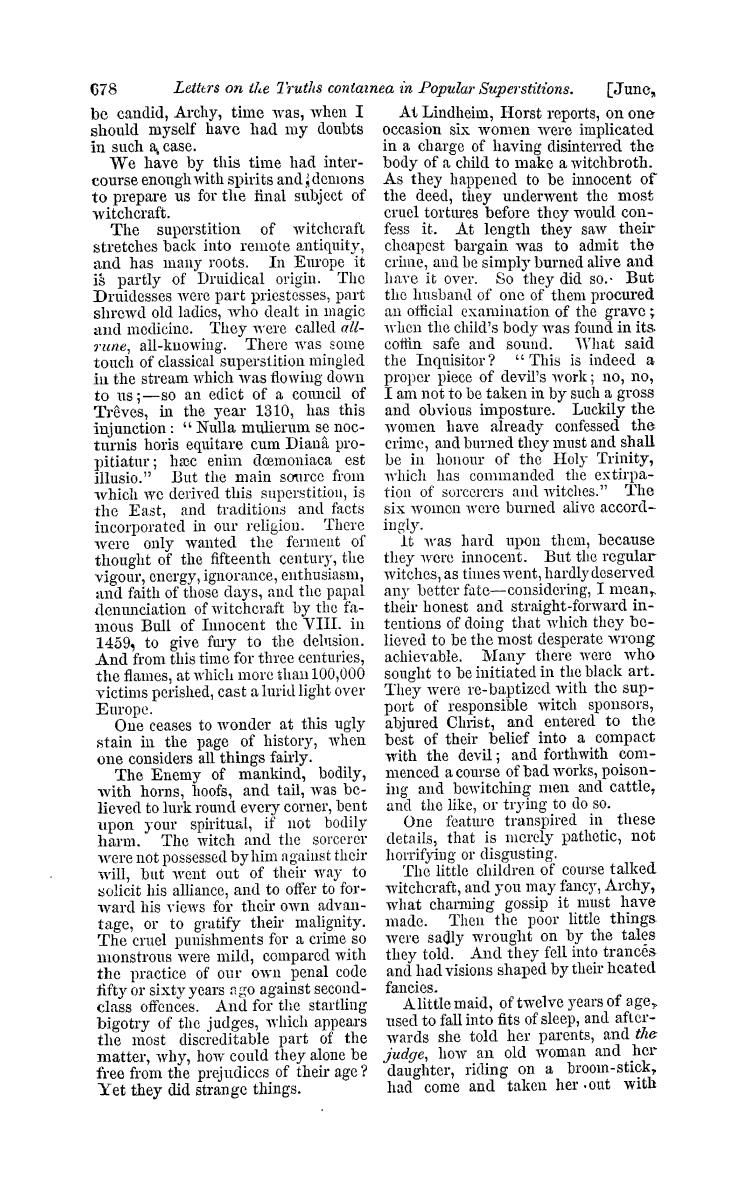 678 Letters on the Truths contained in Popular Superstitions. [June,
be candid, Archy, time was, when I
should myself have had my doubts
in such a case.
We have by this time had inter-
course enough with spirits and demons
to prepare us for the final subject of
witchcraft.
The superstition of witchcraft
stretches back into remote antiquity,
and has many roots. In Europe it
is partly of Druidical origin. The
Druidesses were part priestesses, part
shrewd old ladies, who dealt in magic
and medicine. They were called all-
rune, all-knowing. There was some
touch of classical superstition mingled
in the stream which was flowing down
to us;—so an edict of a council of
Trêves, in the year 1310, has this
injunction: "Nulla mulierum se noc-
turnis horis equitare cum Dianâ pro-
pitiatur; hæc enim dœmoniaca est
illusio." But the main source from
which we derived this superstition, is
the East, and traditions and facts
incorporated in our religion. There
were only wanted the ferment of
thought of the fifteenth century, the
vigour, energy, ignorance, enthusiasm,
and faith of those days, and the papal
denunciation of witchcraft by the fa-
mous Bull of Innocent the VIII. in
1459, to give fury to the delusion.
And from this time for three centuries,
the flames, at which more than 100,000
victims perished, cast a lurid light over
Europe.
One ceases to wonder at this ugly
stain in the page of history, when
one considers all things fairly.
The Enemy of mankind, bodily,
with horns, hoofs, and tail, was be-
lieved to lurk round every corner, bent
upon your spiritual, if not bodily
harm. The witch and the sorcerer
were not possessed by him against their
will, but went out of their way to
solicit his alliance, and to offer to for-
ward his views for their own advan-
tage, or to gratify their malignity.
The cruel punishments for a crime so
monstrous were mild, compared with
the practice of our own penal code
fifty or sixty years ago against second-
class offences. And for the startling
bigotry of the judges, which appears
the most discreditable part of the
matter, why, how could they alone be
free from the prejudices of their age?
Yet they did strange things.
At Lindheim, Horst reports, on one
occasion six women were implicated
in a charge of having disinterred the
body of a child to make a witchbroth.
As they happened to be innocent of
the deed, they underwent the most
cruel tortures before they would con-
fess it. At length they saw their
cheapest bargain was to admit the
crime, and be simply burned alive and
have it over. So they did so. But
the husband of one of them procured
an official examination of the grave;
when the child's body was found in its
coffin safe and sound. What said
the Inquisitor? "This is indeed a
proper piece of devil's work; no, no,
I am not to be taken in by such a gross
and obvious imposture. Luckily the
women have already confessed the
crime, and burned they must and shall
be in honour of the Holy Trinity,
which has commanded the extirpa-
tion of sorcerers and witches." The
six women were burned alive accord-
ingly.
It was hard upon them, because
they were innocent. But the regular
witches, as times went, hardly deserved
any better fate—considering, I mean,
their honest and straight-forward in-
tentions of doing that which they be-
lieved to be the most desperate wrong
achievable. Many there were who
sought to be initiated in the black art.
They were re-baptized with the sup-
port of responsible witch sponsors,
abjured Christ, and entered to the
best of their belief into a compact
with the devil; and forthwith com-
menced a course of bad works, poison-
ing and bewitching men and cattle,
and the like, or trying to do so.
One feature transpired in these
details, that is merely pathetic, not
horrifying or disgusting.
The little children of course talked
witchcraft, and you may fancy, Archy,
what charming gossip it must have
made. Then the poor little things
were sadly wrought on by the tales
they told. And they fell into trances
and had visions shaped by their heated
fancies.
A little maid, of twelve years of age,
used to fall into fits of sleep, and after-
wards she told her parents, and the
judge, how an old woman and her
daughter, riding on a broom-stick,
had come and taken her out with